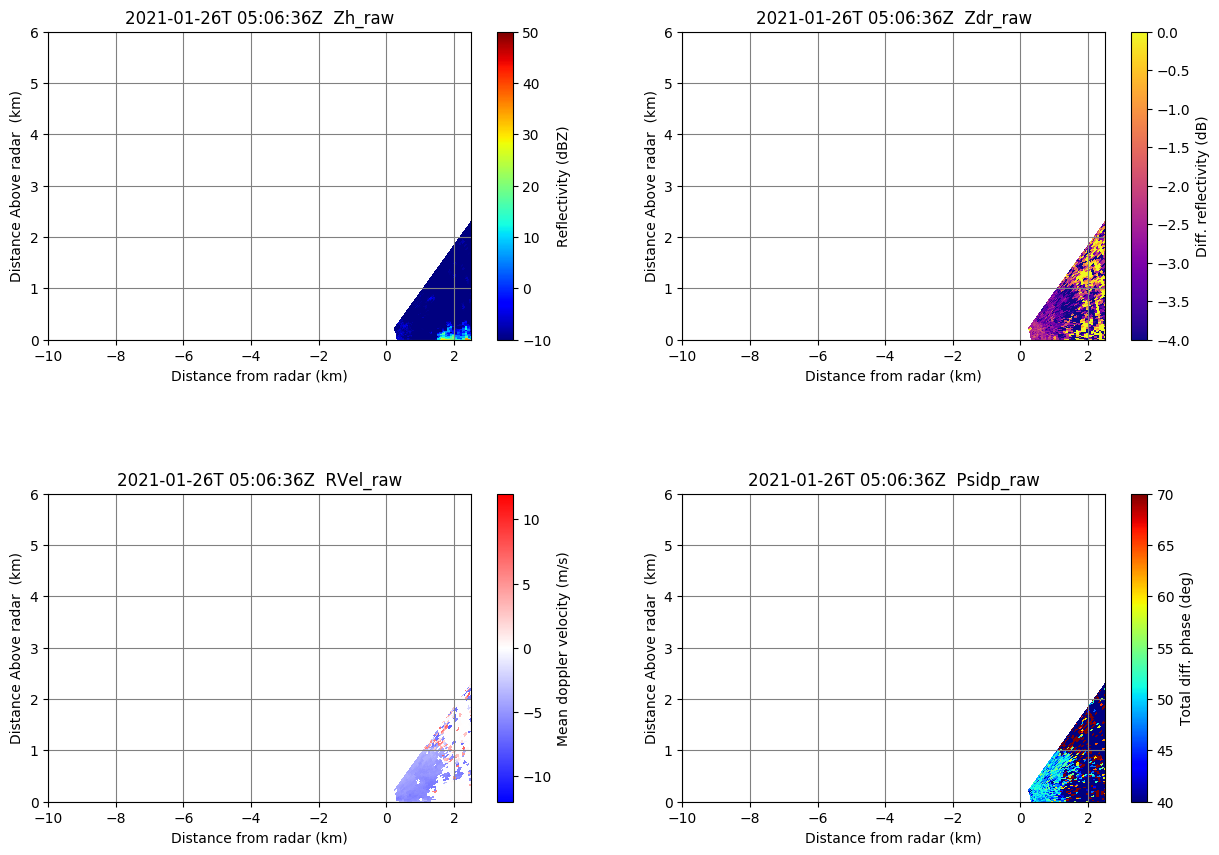 2021-01-26T 05:06:36Z  Zh_raw
6
5
4
3
2
1
0
Distance Above radar  (km)
−10 −8 −6 −4 −2 0 2
Distance from radar (km)
50
40
30
20
10
0
−10
Reflectivity (dBZ)
2021-01-26T 05:06:36Z  Zdr_raw
6
5
4
3
2
1
0
Distance Above radar  (km)
−10 −8 −6 −4 −2 0 2
Distance from radar (km)
0.0
−0.5
−1.0
−1.5
−2.0
−2.5
−3.0
−3.5
−4.0
Diff. reflectivity (dB)
2021-01-26T 05:06:36Z  RVel_raw
6
5
4
3
2
1
0
Distance Above radar  (km)
−10 −8 −6 −4 −2 0 2
Distance from radar (km)
10
5
0
−5
−10
Mean doppler velocity (m/s)
2021-01-26T 05:06:36Z  Psidp_raw
6
5
4
3
2
1
0
Distance Above radar  (km)
−10 −8 −6 −4 −2 0 2
Distance from radar (km)
70
65
60
55
50
45
40
Total diff. phase (deg)